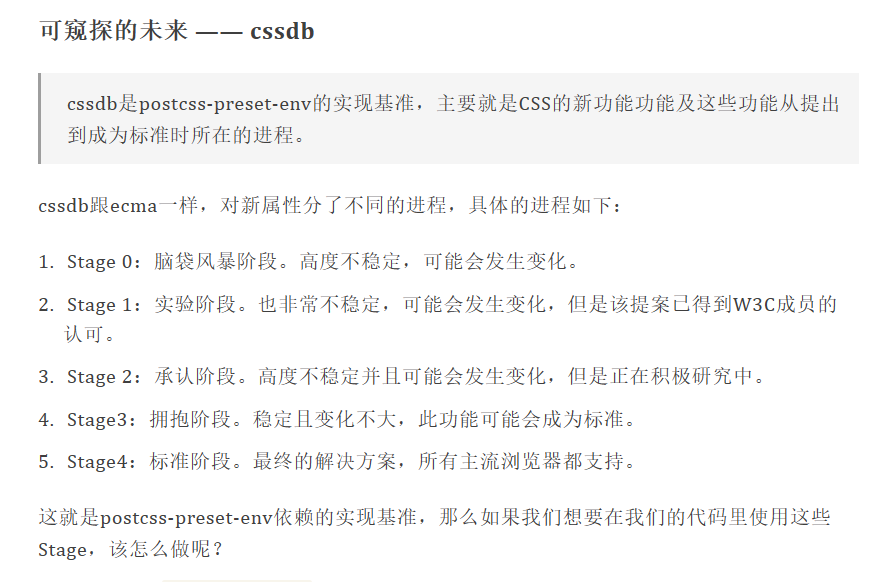 可窥探的未来 —— cssdb
cssdb是postcss-preset-env的实现基准，主要就是CSS的新功能功能及这些功能从提出
到成为标准时所在的进程。
cssdb跟ecma一样，对新属性分了不同的进程，具体的进程如下：
1. Stage 0：脑袋风暴阶段。高度不稳定，可能会发生变化。
2. Stage 1：实验阶段。也非常不稳定，可能会发生变化，但是该提案已得到W3C成员的
认可。
3. Stage 2：承认阶段。高度不稳定并且可能会发生变化，但是正在积极研究中。
4. Stage3：拥抱阶段。稳定且变化不大，此功能可能会成为标准。
5. Stage4：标准阶段。最终的解决方案，所有主流浏览器都支持。
这就是postcss-preset-env依赖的实现基准，那么如果我们想要在我们的代码里使用这些
Stage，该怎么做呢？